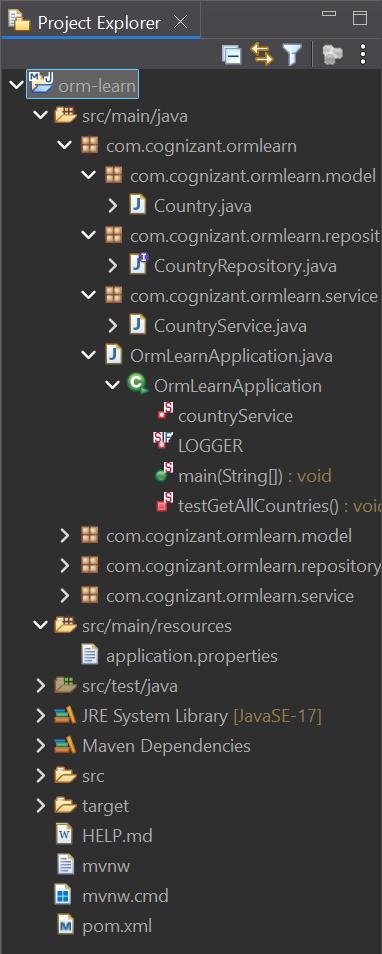 Project Explorer
orm-learn
src/main/java
com.cognizant.ormlearn
com.cognizant.ormlearn.model
Country.java
com.cognizant.ormlearn.reposit
CountryRepository.java
com.cognizant.ormlearn.service
CountryService.java
OrmLearnApplication.java
OrmLearnApplication
countryService
LOGGER
main(String[]) : void
testGetAllCountries() : void
com.cognizant.ormlearn.model
com.cognizant.ormlearn.repository
com.cognizant.ormlearn.service
src/main/resources
application.properties
src/test/java
JRE System Library [JavaSE-17]
Maven Dependencies
src
target
HELP.md
mvnw
mvnw.cmd
pom.xml